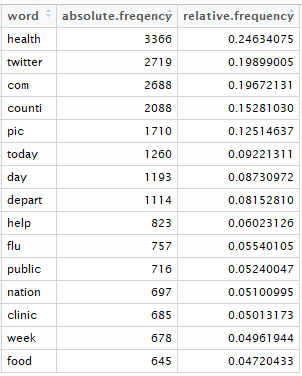 word absolute.freqency relative.frequency
health 3366 0.24634075
twitter 2719 0.19899005
com 2688 0.19672131
counti 2088 0.15281030
pic 1710 0.12514637
today 1260 0.09221311
day 1193 0.08730972
depart 1114 0.08152810
help 823 0.06023126
flu 757 0.05540105
public 716 0.05240047
nation 697 0.05100995
clinic 685 0.05013173
week 678 0.04961944
food 645 0.04720433